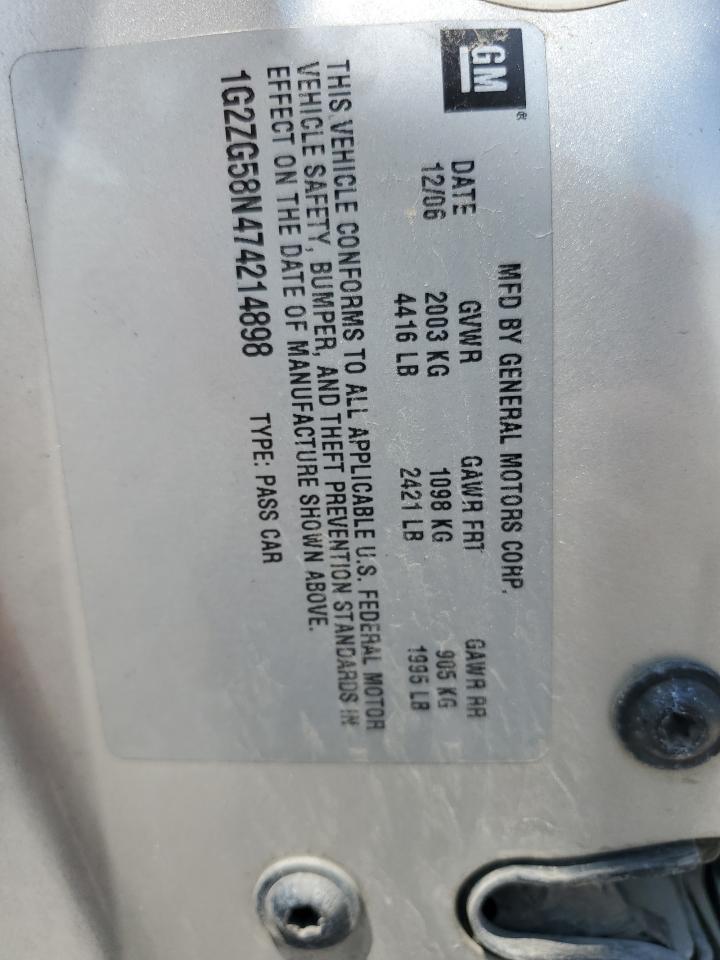 GM
MFD BY GENERAL MOTORS CORP.
DATE GVWR GAWR FRT GAWR RR
12/06 2003 KG 1098 KG 905 KG
4416 LB 2421 LB 1995 LB
THIS VEHICLE CONFORMS TO ALL APPLICABLE U.S. FEDERAL MOTOR
VEHICLE SAFETY, BUMPER, AND THEFT PREVENTION STANDARDS IN
EFFECT ON THE DATE OF MANUFACTURE SHOWN ABOVE.
1G2ZG58N474214898 TYPE: PASS CAR